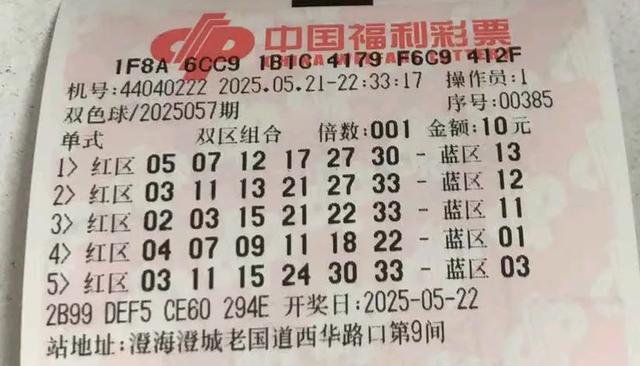 中国福利彩票
1F8A 6CC9 1B1C 4179 F6C9 412F
机号:44040222 2025.05.21-22:33:17 操作员:1
双色球/2025057期 序号:00385
单式 双区组合 倍数:001 金额:10元
1> 红区 05 07 12 17 27 30 - 蓝区 13
2> 红区 03 11 13 21 27 33 - 蓝区 12
3> 红区 02 03 15 21 22 33 - 蓝区 11
4> 红区 04 07 09 11 18 22 - 蓝区 01
5> 红区 03 11 15 24 30 33 - 蓝区 03
2B99 DEF5 CE60 294E 开奖日:2025-05-22
站地址:澄海澄城老国道西华路口第9间